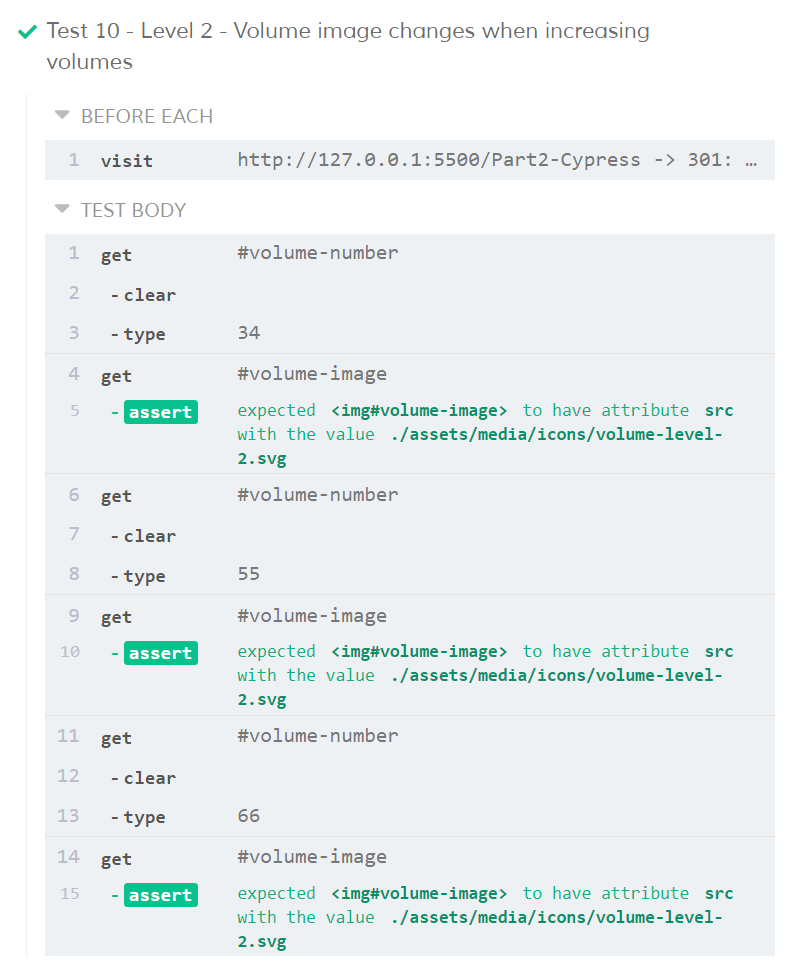 Test 10 - Level 2 - Volume image changes when increasing
volumes
BEFORE EACH
1 visit http://127.0.0.1:5500/Part2-Cypress -> 301: …
TEST BODY
1 get #volume-number
2 -clear
3 -type 34
4 get #volume-image
5 -assert expected <img#volume-image> to have attribute src
with the value ./assets/media/icons/volume-level-
2.svg
6 get #volume-number
7 -clear
8 -type 55
9 get #volume-image
10 -assert expected <img#volume-image> to have attribute src
with the value ./assets/media/icons/volume-level-
2.svg
11 get #volume-number
12 -clear
13 -type 66
14 get #volume-image
15 -assert expected <img#volume-image> to have attribute src
with the value ./assets/media/icons/volume-level-
2.svg